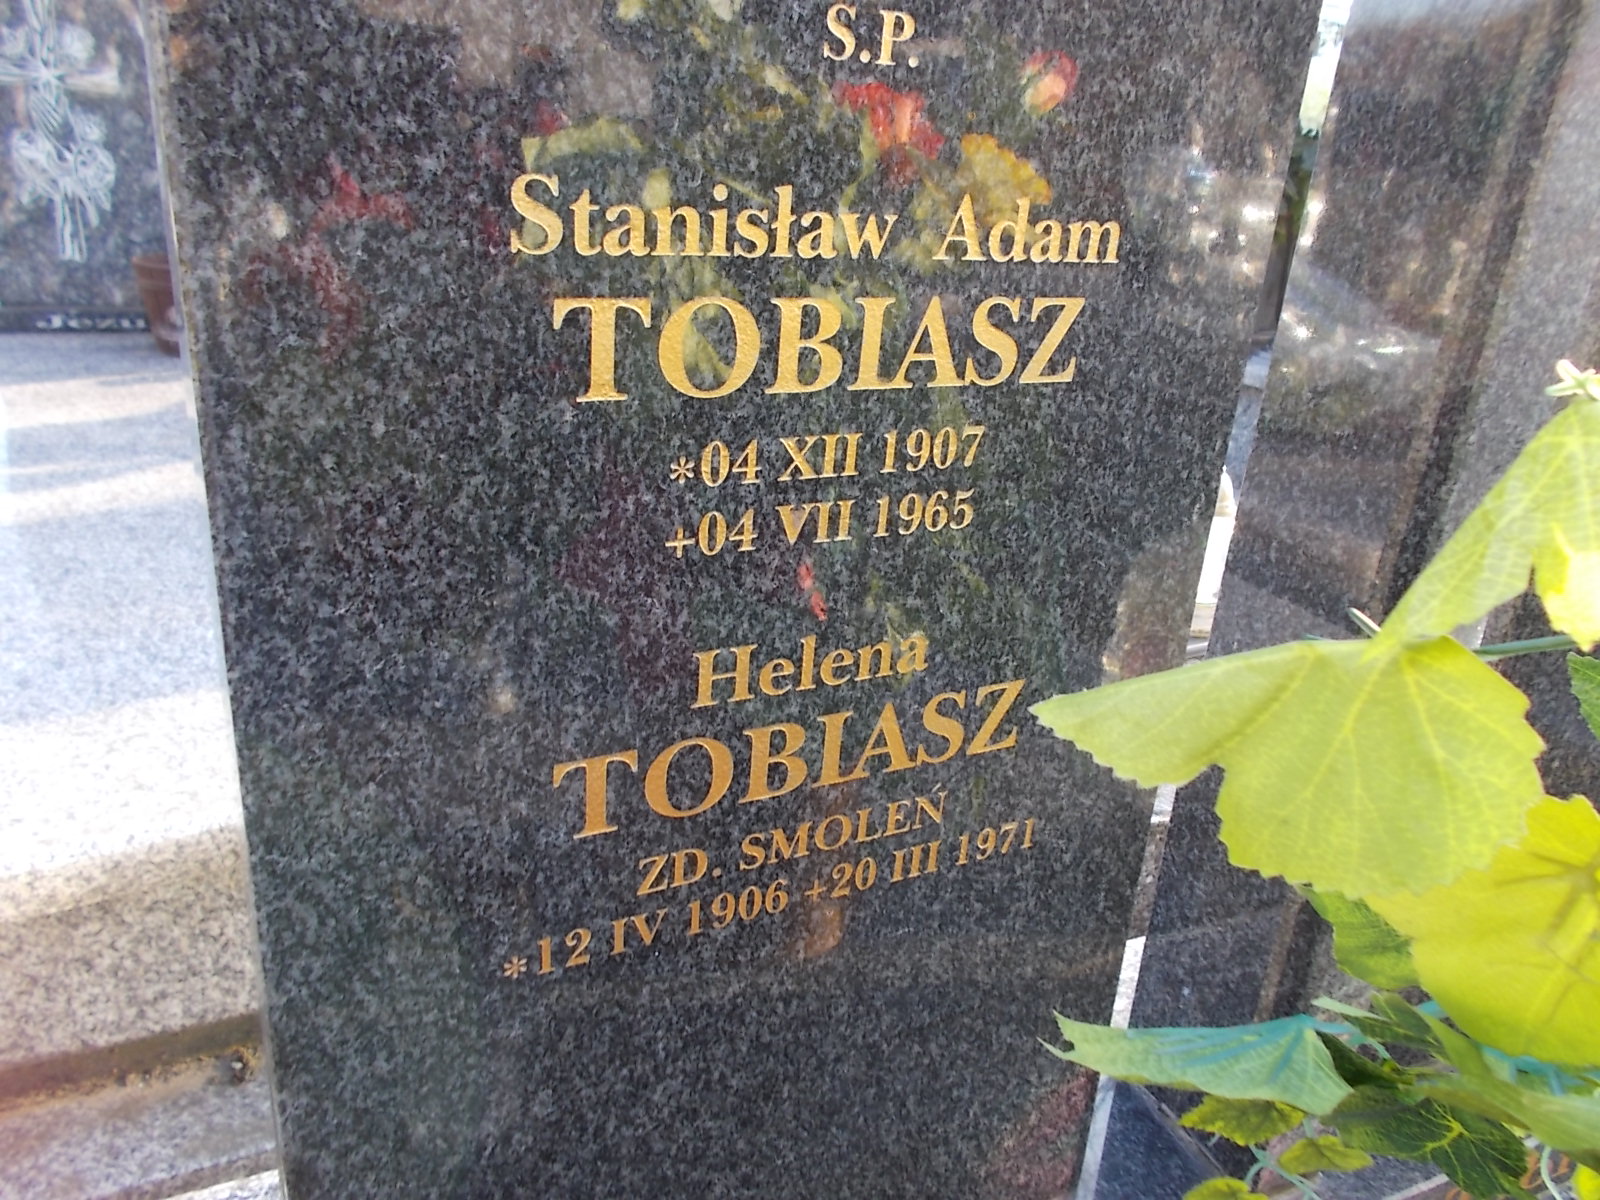 S.P.
Stanisław Adam
TOBIASZ
*04 XII 1907
+04 VII 1965
Helena
TOBIASZ
ZD. SMOLEŃ
*12 IV 1906 +20 III 1971
Jezu